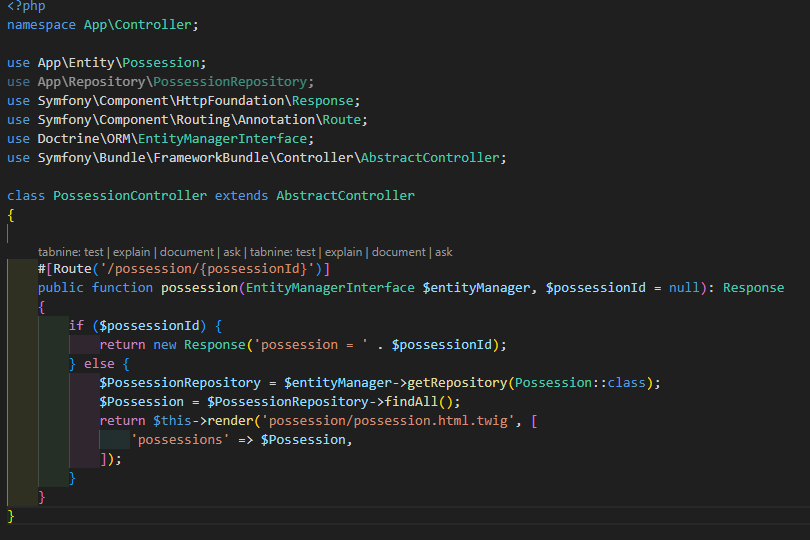 <?php
namespace App\Controller;

use App\Entity\Possession;
use App\Repository\PossessionRepository;
use Symfony\Component\HttpFoundation\Response;
use Symfony\Component\Routing\Annotation\Route;
use Doctrine\ORM\EntityManagerInterface;
use Symfony\Bundle\FrameworkBundle\Controller\AbstractController;

class PossessionController extends AbstractController
{

    tabnine: test | explain | document | ask | tabnine: test | explain | document | ask
    #[Route('/possession/{possessionId}')]
    public function possession(EntityManagerInterface $entityManager, $possessionId = null): Response
    {
        if ($possessionId) {
            return new Response('possession = ' . $possessionId);
        } else {
            $PossessionRepository = $entityManager->getRepository(Possession::class);
            $Possession = $PossessionRepository->findAll();
            return $this->render('possession/possession.html.twig', [
                'possessions' => $Possession,
            ]);
        }
    }
}